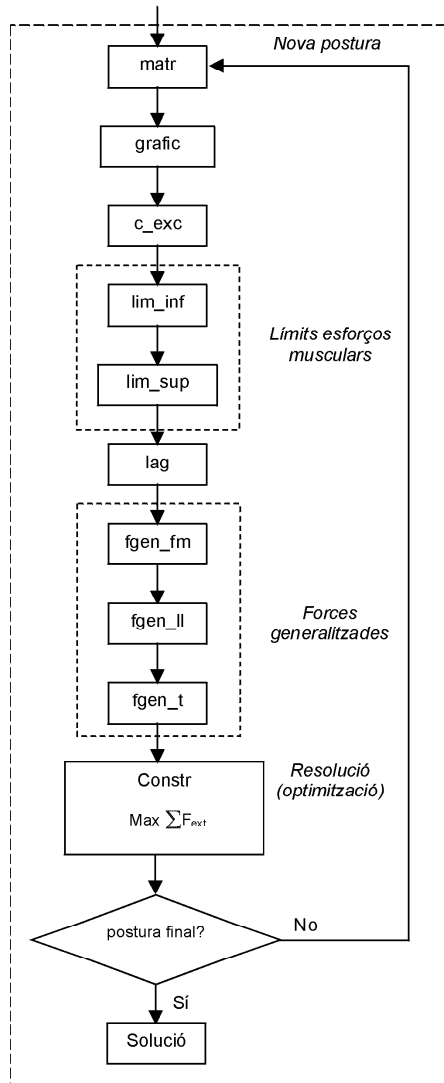 Nova postura
matr
grafic
c_exc
lim_inf
Límits esforços
musculars
lim_sup
lag
fgen_fm
fgen_ll
Forces
generalitzades
fgen_t
Constr
Resolució
(optimització)
Max ∑Fext
postura final?
No
Sí
Solució